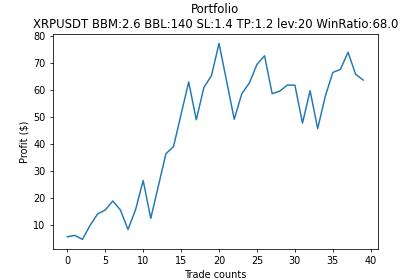 Portfolio
XRPUSDT BBM:2.6 BBL:140 SL:1.4 TP:1.2 lev:20 WinRatio:68.0
80
70
60
50
40
30
20
10
Profit ($)
0 5 10 15 20 25 30 35 40
Trade counts